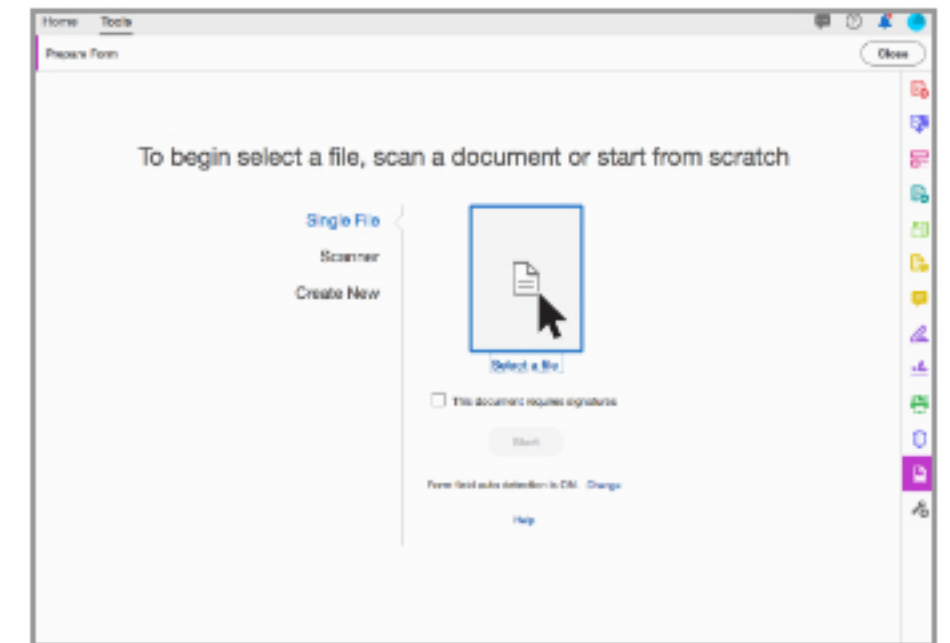 Home Tools
Prepare Form
Close
To begin select a file, scan a document or start from scratch
Single File
Scanner
Create New
Select a file
This document requires signatures
Start
Form field auto detection is ON. Change
Help